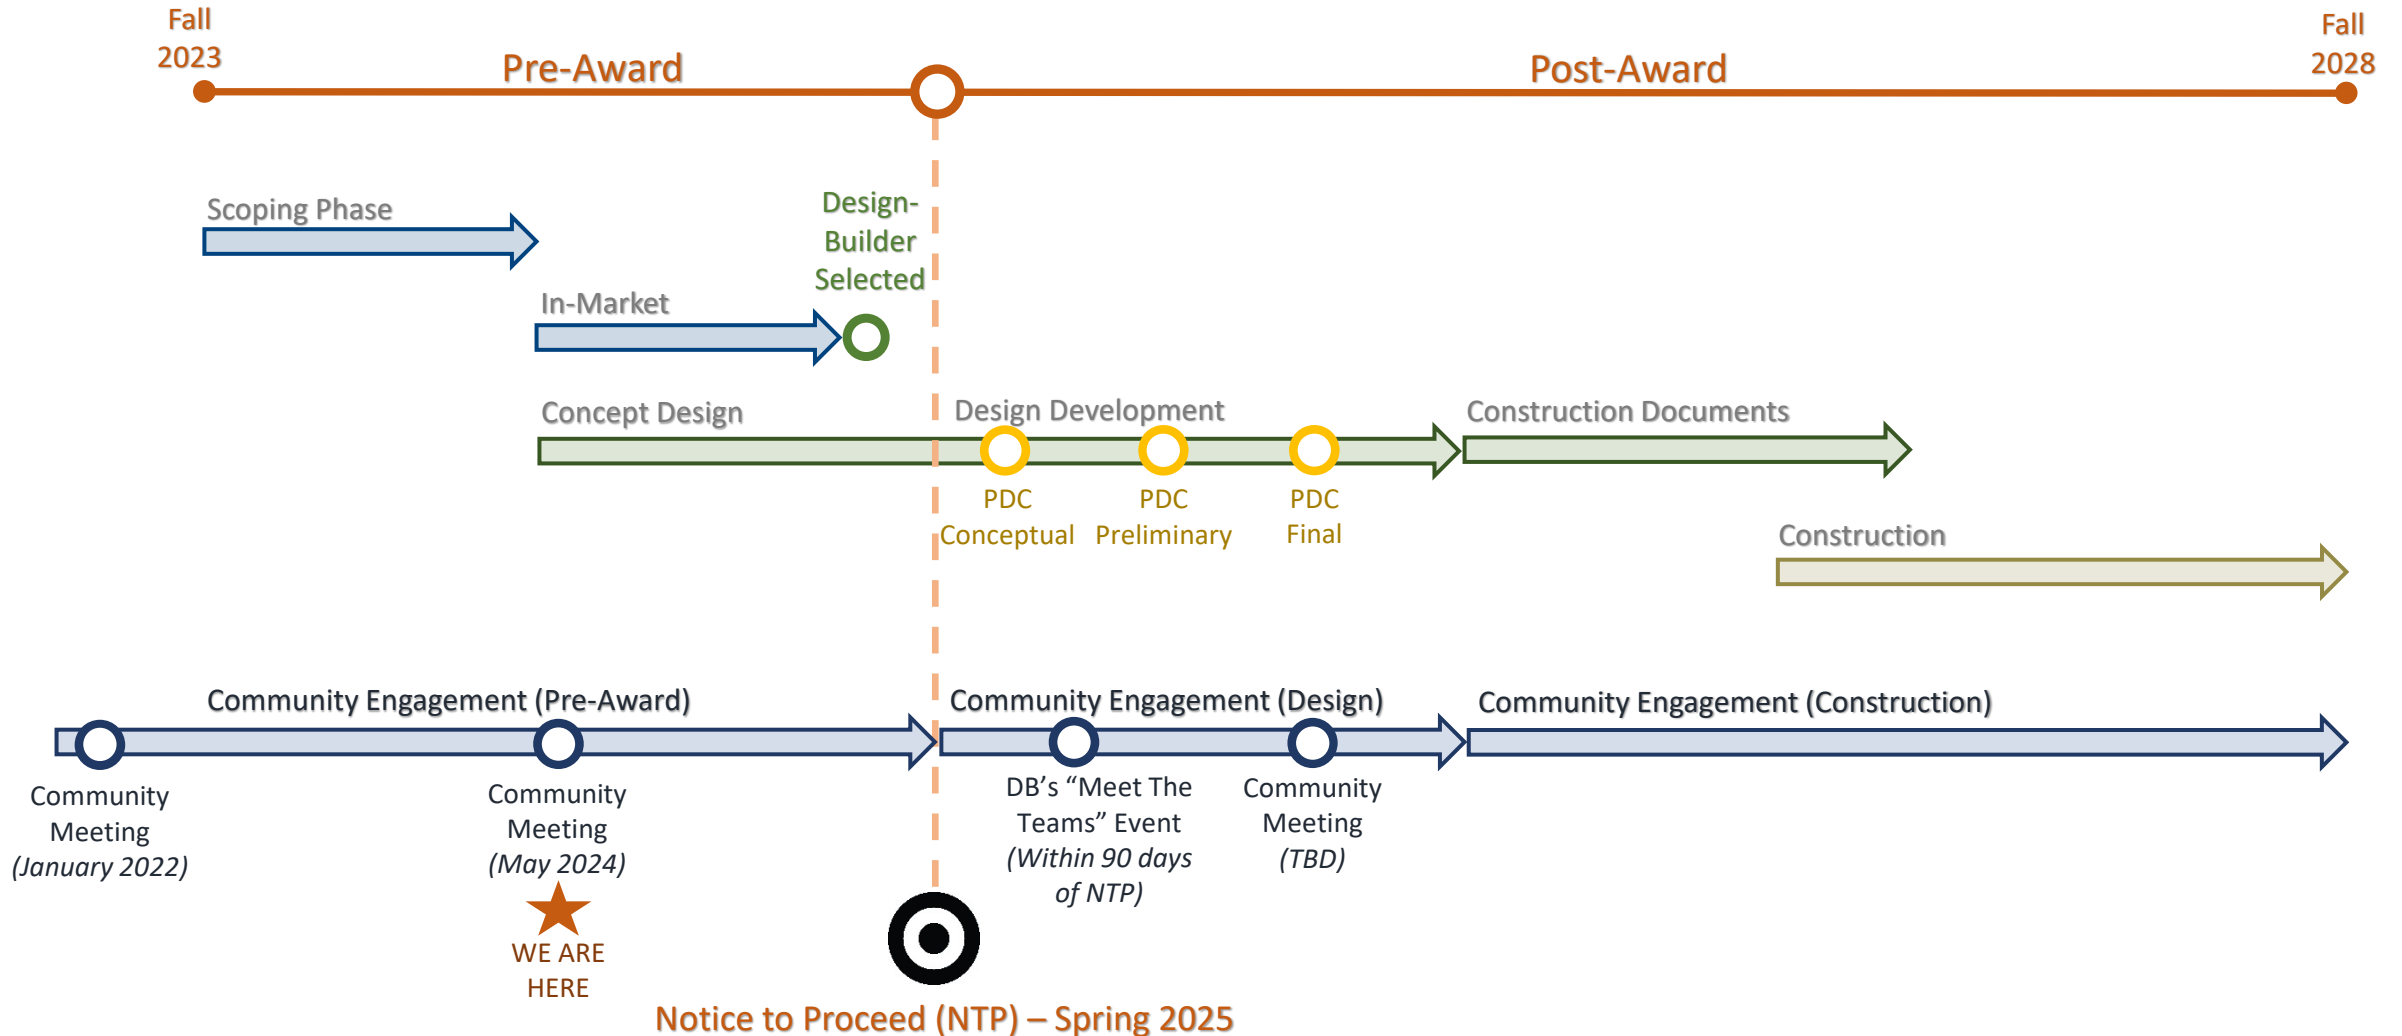 Fall
2023
Pre-Award
Post-Award
Fall
2028
Scoping Phase
Design-
Builder
Selected
In-Market
Concept Design
Design Development
Construction Documents
PDC
Conceptual
PDC
Preliminary
PDC
Final
Construction
Community Engagement (Pre-Award)
Community Engagement (Design)
Community Engagement (Construction)
Community
Meeting
(January 2022)
Community
Meeting
(May 2024)
DB’s “Meet The
Teams” Event
(Within 90 days
of NTP)
Community
Meeting
(TBD)
WE ARE
HERE
Notice to Proceed (NTP) – Spring 2025